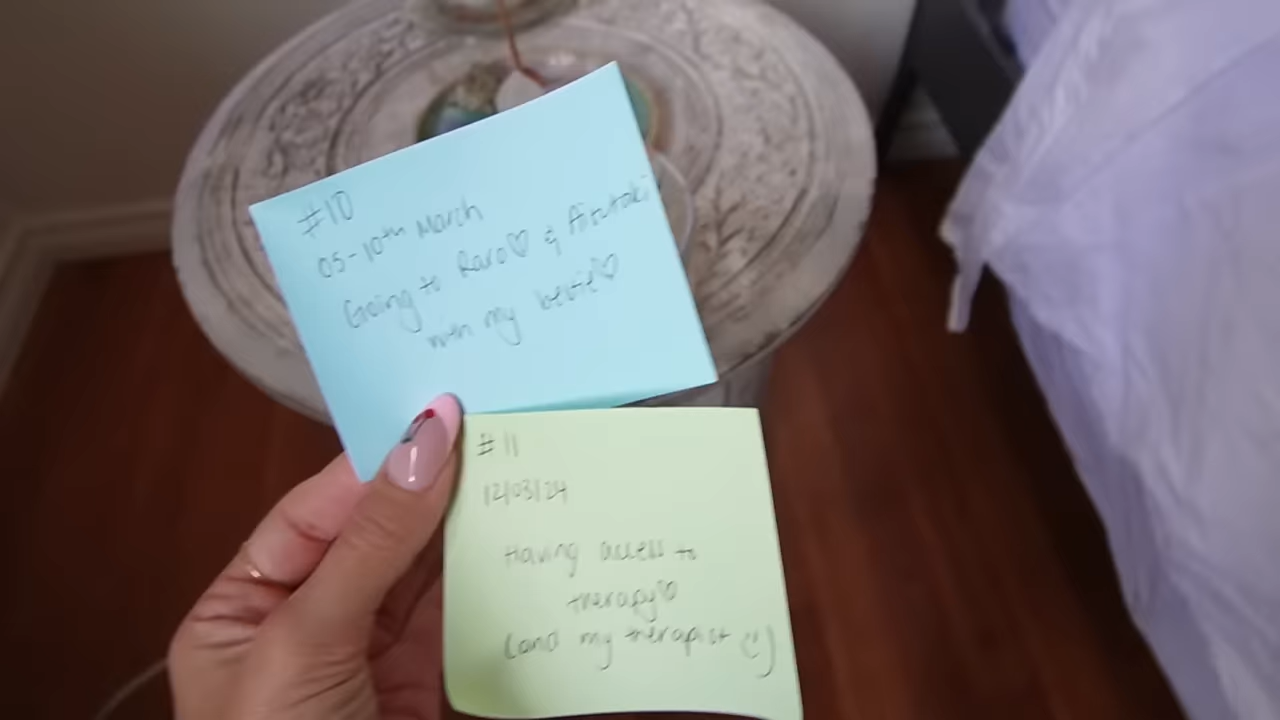 #10
05-10th March
Going to Raro♡ & Aitutaki
with my bestie♡
#11
12/03/24
Having access to
therapy♡
(and my therapist :))